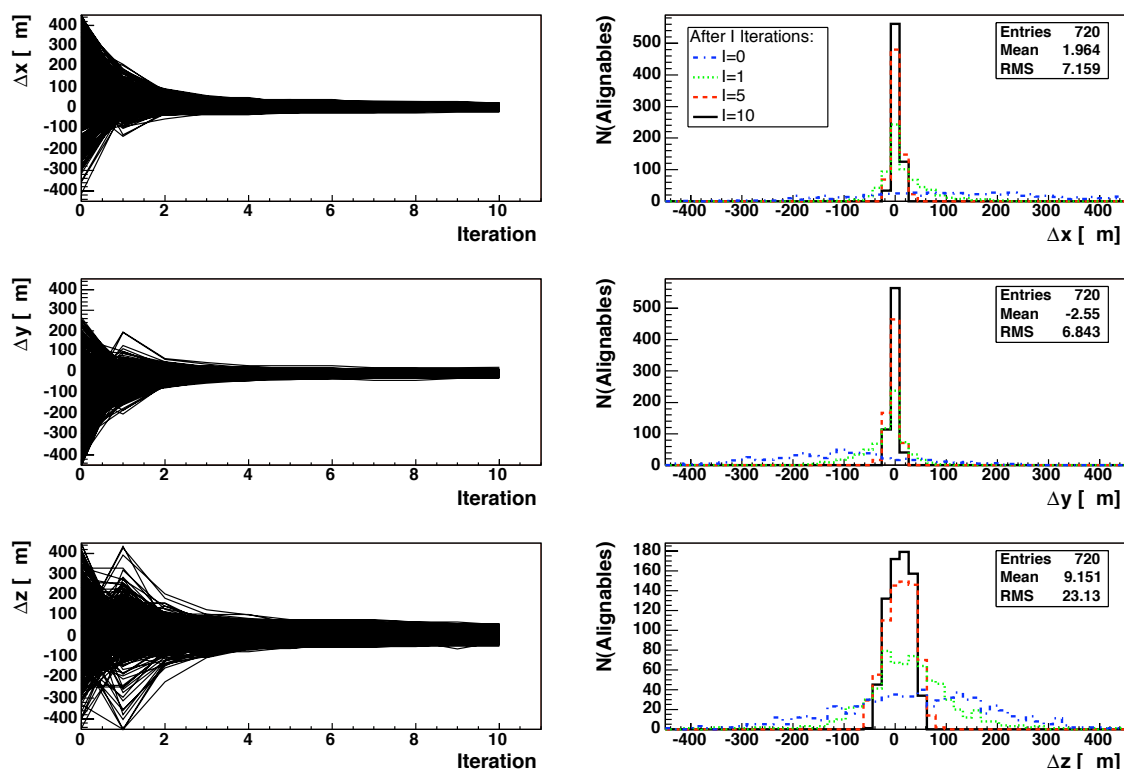 Δx [ m]
400
300
200
100
0
-100
-200
-300
-400
0 2 4 6 8 10
Iteration
N(Alignables)
500
400
300
200
100
0
After I Iterations:
I=0
I=1
I=5
I=10
Entries 720
Mean 1.964
RMS 7.159
-400 -300 -200 -100 0 100 200 300 400
Δx [ m]
Δy [ m]
400
300
200
100
0
-100
-200
-300
-400
0 2 4 6 8 10
Iteration
N(Alignables)
500
400
300
200
100
0
Entries 720
Mean -2.55
RMS 6.843
-400 -300 -200 -100 0 100 200 300 400
Δy [ m]
Δz [ m]
400
300
200
100
0
-100
-200
-300
-400
0 2 4 6 8 10
Iteration
N(Alignables)
180
160
140
120
100
80
60
40
20
0
Entries 720
Mean 9.151
RMS 23.13
-400 -300 -200 -100 0 100 200 300 400
Δz [ m]